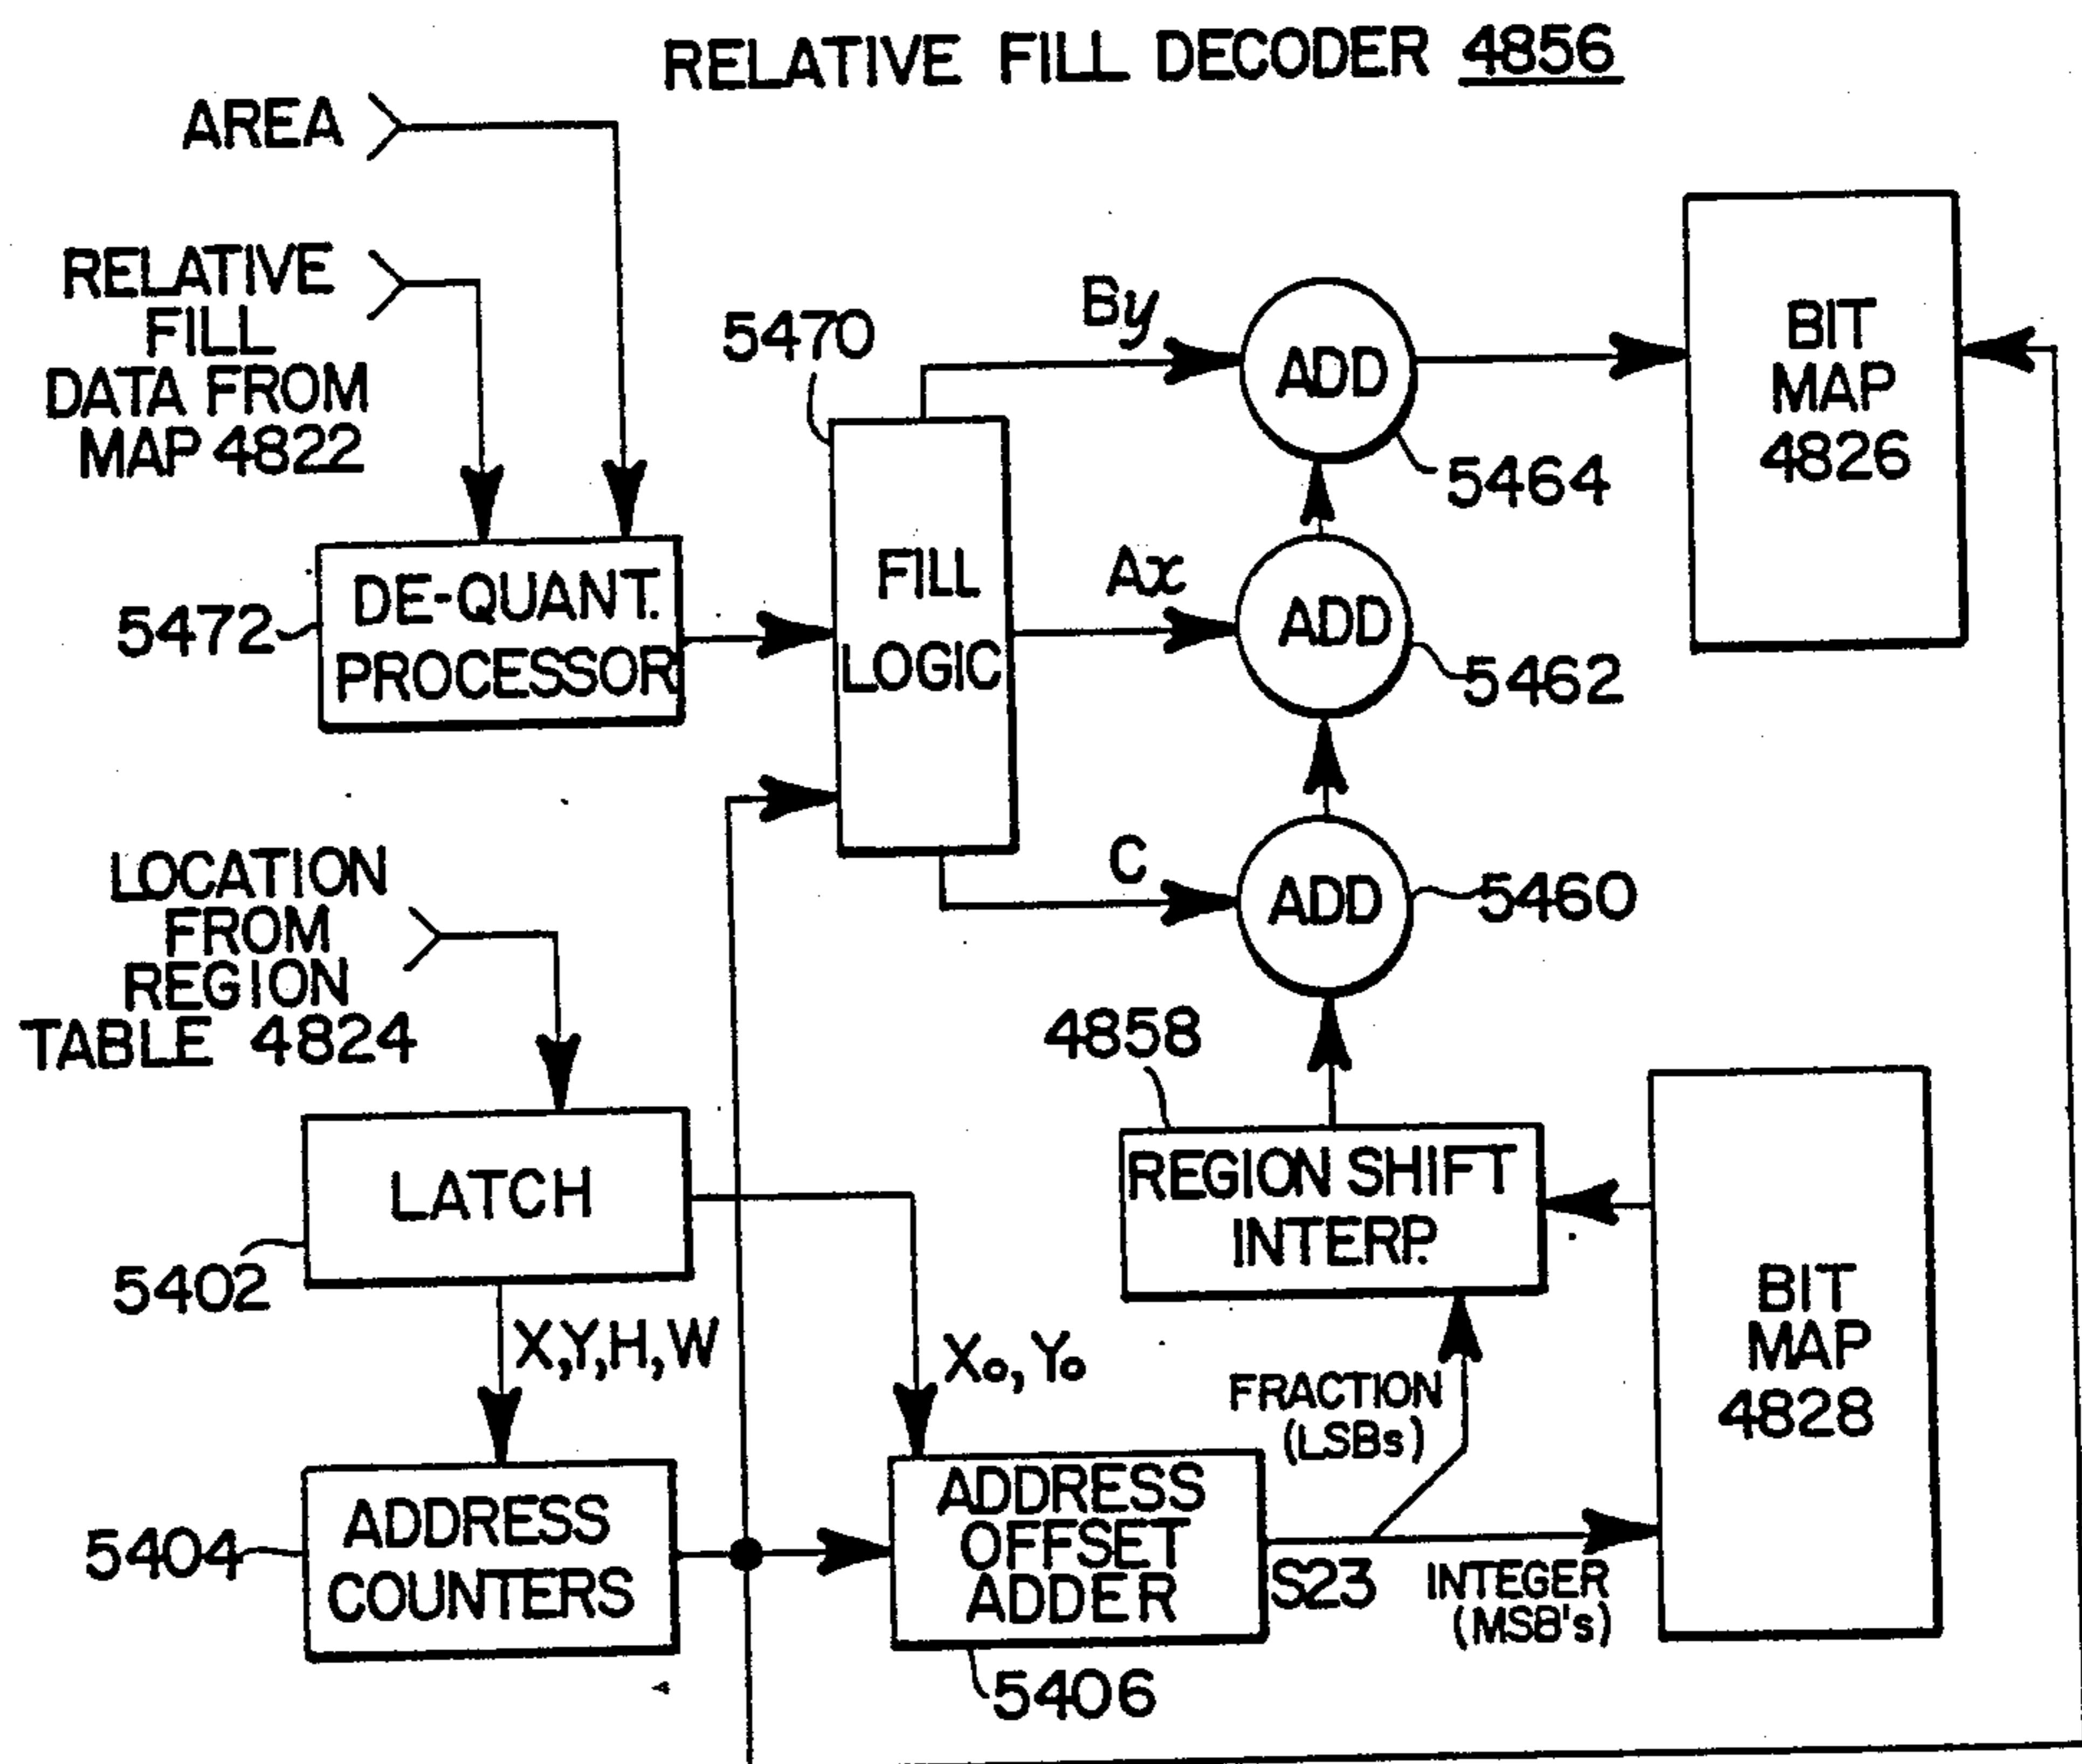 RELATIVE FILL DECODER 4856
AREA
RELATIVE
FILL
DATA FROM
MAP 4822
5470
By
ADD
5464
BIT
MAP
4826
5472
DE-QUANT.
PROCESSOR
FILL
LOGIC
Ax
ADD
5462
C
ADD
5460
LOCATION
FROM
REGION
TABLE 4824
4858
LATCH
5402
REGION SHIFT
INTERP.
X,Y,H,W
Xo, Yo
FRACTION
(LSBs)
BIT
MAP
4828
5404
ADDRESS
COUNTERS
ADDRESS
OFFSET
ADDER
S23
INTEGER
(MSB's)
5406